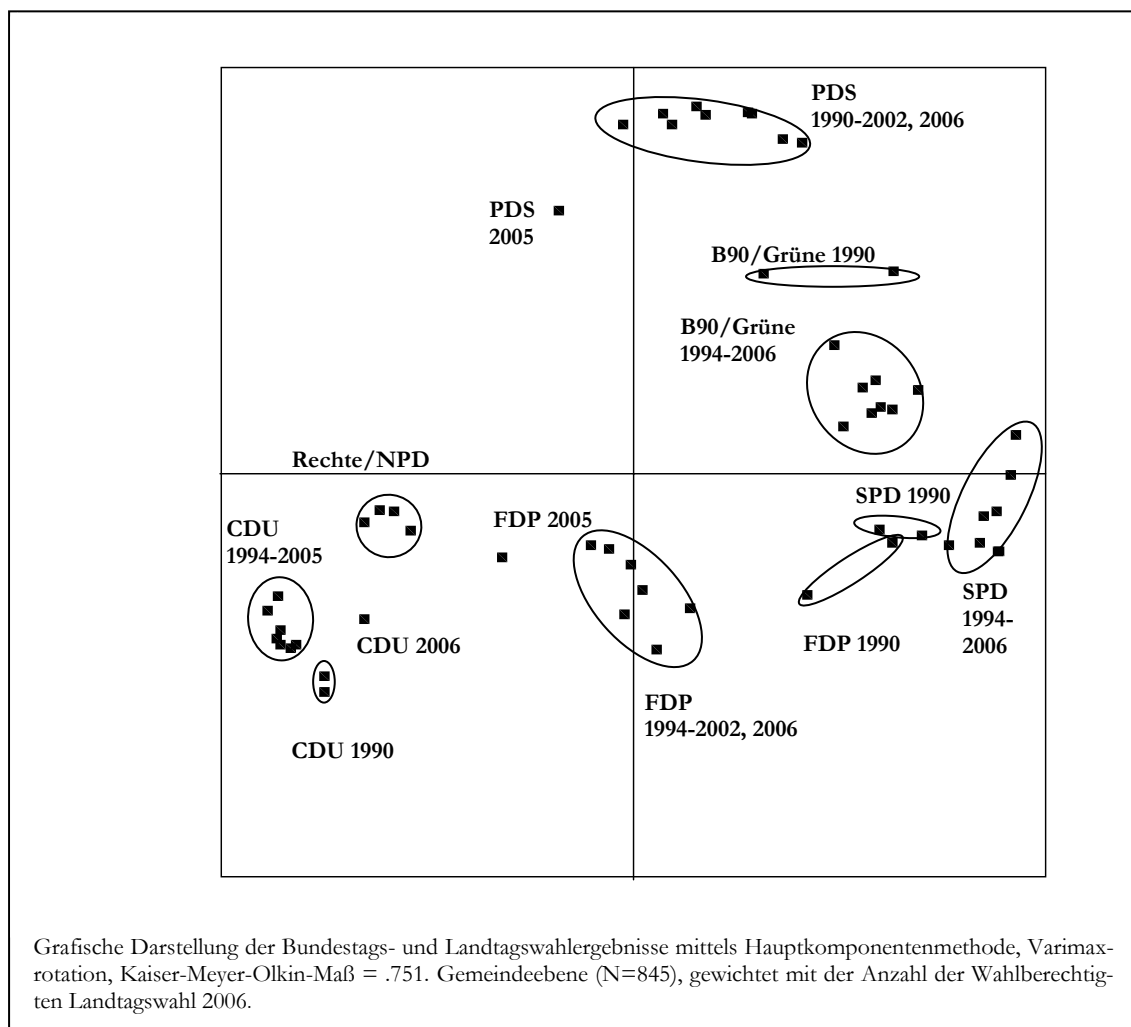 PDS
1990-2002, 2006
PDS
2005
B90/Grüne 1990
B90/Grüne
1994-2006
Rechte/NPD
SPD 1990
FDP 2005
CDU
1994-2005
SPD
1994-
2006
CDU 2006
FDP 1990
FDP
1994-2002, 2006
CDU 1990
Grafische Darstellung der Bundestags- und Landtagswahlergebnisse mittels Hauptkomponentenmethode, Varimax-
rotation, Kaiser-Meyer-Olkin-Maß = .751. Gemeindeebene (N=845), gewichtet mit der Anzahl der Wahlberechtig-
ten Landtagswahl 2006.